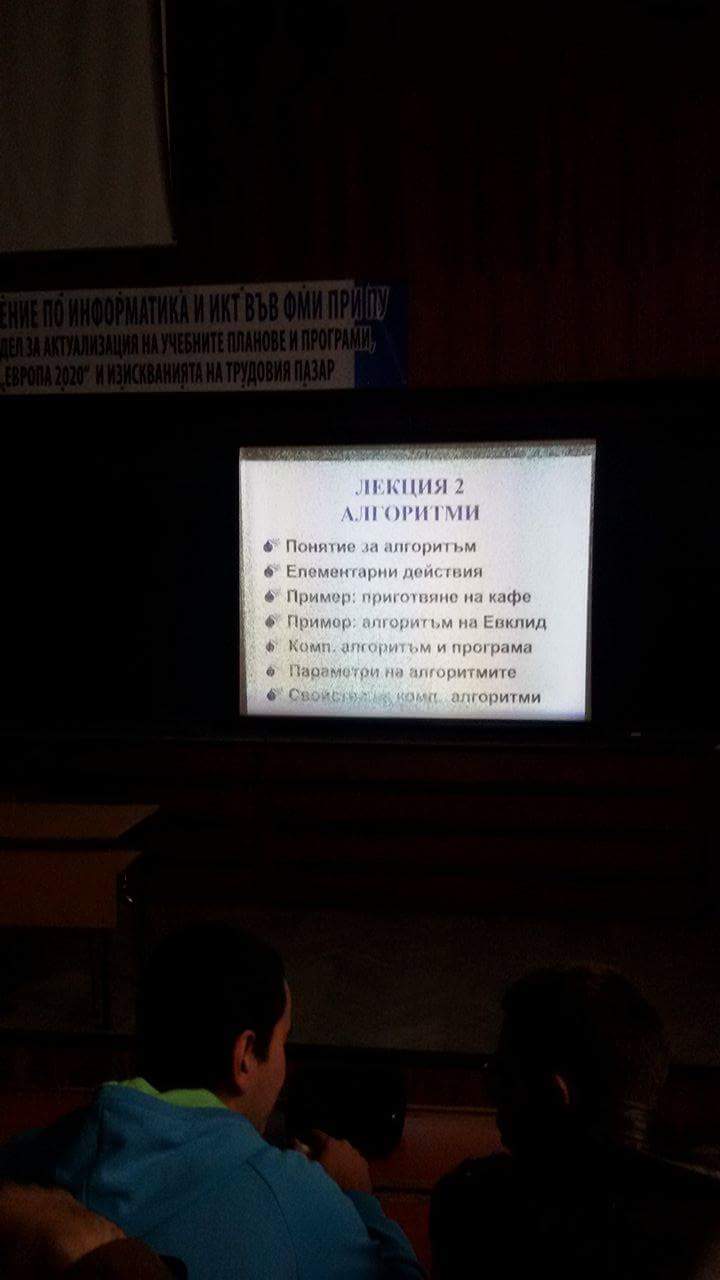 ЕНИЕ ПО ИНФОРМАТИКА И ИКТ ВЪВ ФМИ ПРИ ПУ
ДЕЛ ЗА АКТУАЛИЗАЦИЯ НА УЧЕБНИТЕ ПЛАНОВЕ И ПРОГРАМИ,
„ЕВРОПА 2020“ И ИЗИСКВАНИЯТА НА ТРУДОВИЯ ПАЗАР
ЛЕКЦИЯ 2
АЛГОРИТМИ
Понятие за алгоритъм
Елементарни действия
Пример: приготвяне на кафе
Пример: алгоритъм на Евклид
Комп. алгоритъм и програма
Параметри на алгоритмите
Свойства на комп. алгоритми